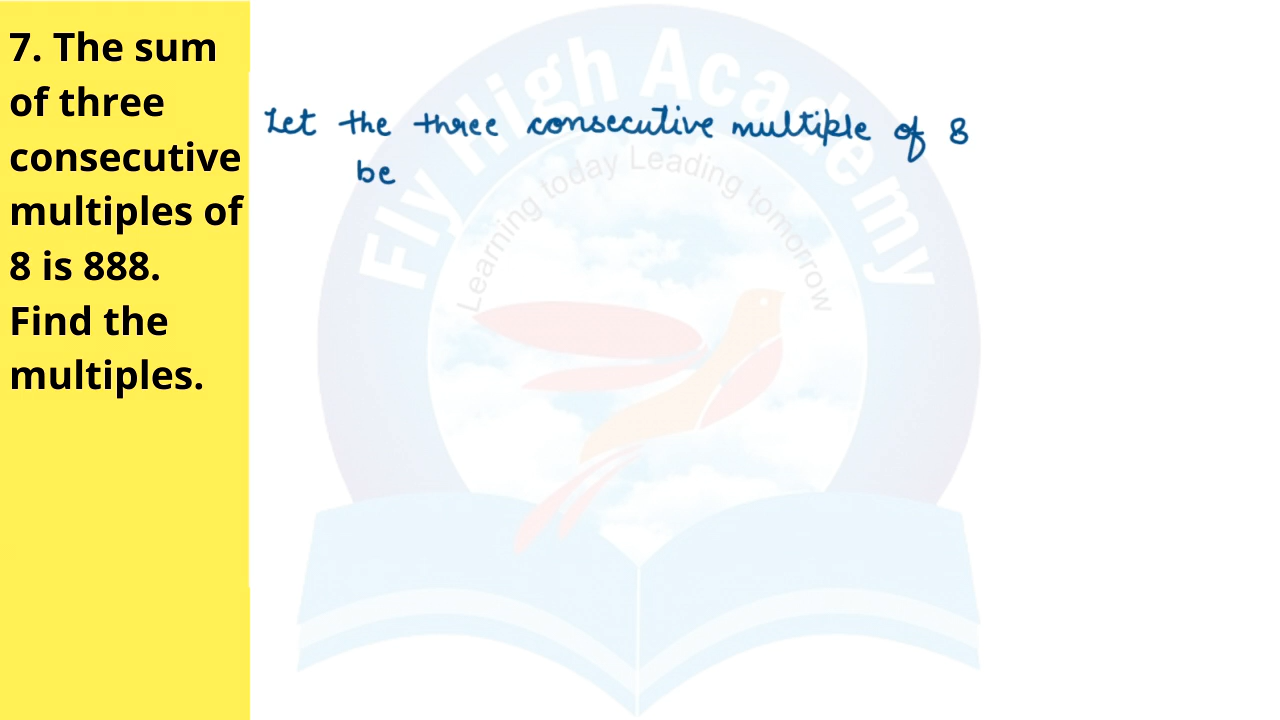 7. The sum
of three
consecutive
multiples of
8 is 888.
Find the
multiples.
Let the three consecutive multiple of 8
be
Fly High Academy
Learning today Leading tomorrow